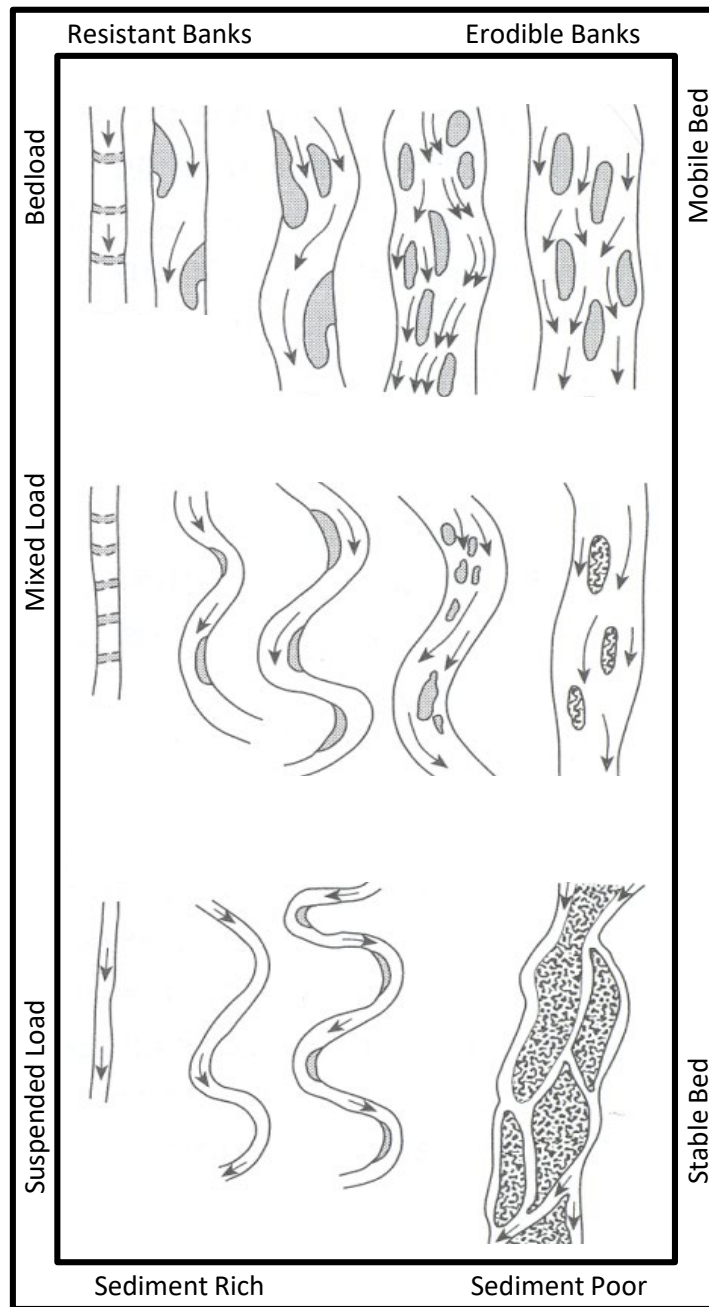 Resistant Banks
Erodible Banks
Bedload
Mobile Bed
Mixed Load
Suspended Load
Stable Bed
Sediment Rich
Sediment Poor